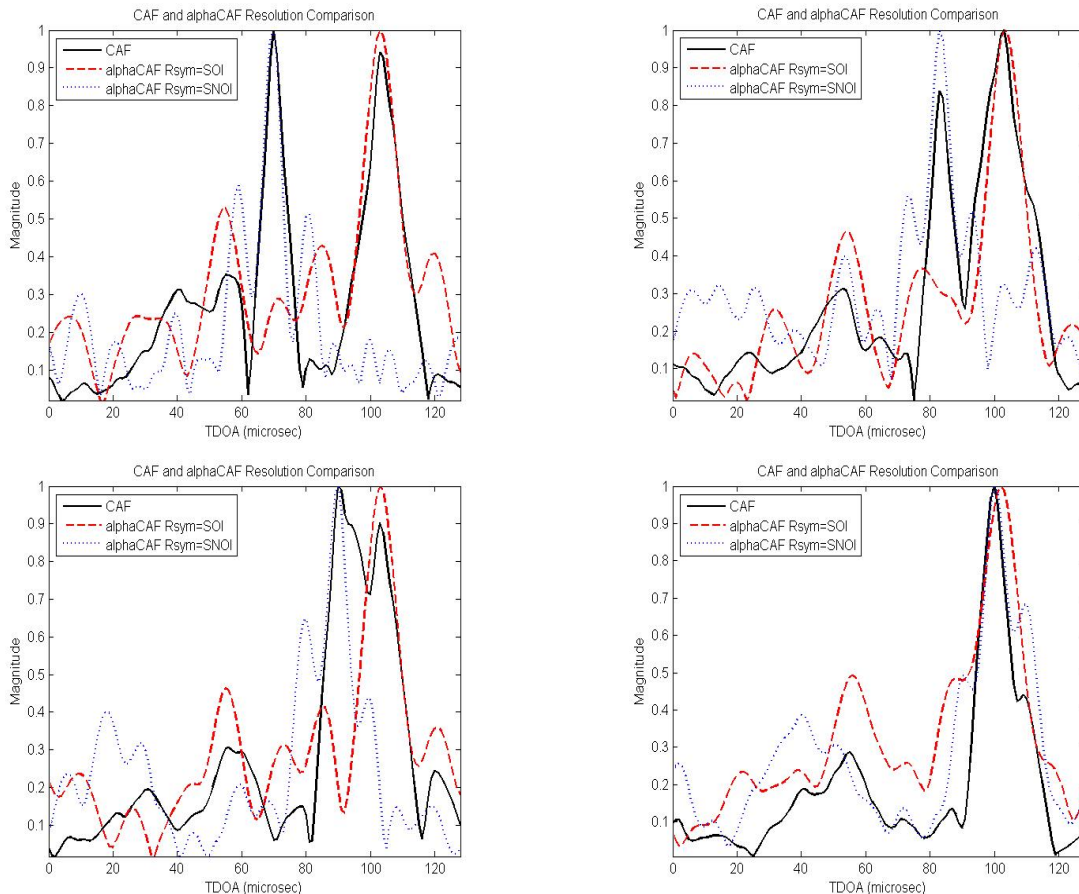 CAF and alphaCAF Resolution Comparison
CAF
alphaCAF Rsym=SOI
alphaCAF Rsym=SNOI
Magnitude
1
0.9
0.8
0.7
0.6
0.5
0.4
0.3
0.2
0.1
0 20 40 60 80 100 120
TDOA (microsec)
CAF and alphaCAF Resolution Comparison
CAF
alphaCAF Rsym=SOI
alphaCAF Rsym=SNOI
Magnitude
1
0.9
0.8
0.7
0.6
0.5
0.4
0.3
0.2
0.1
0 20 40 60 80 100 120
TDOA (microsec)
CAF and alphaCAF Resolution Comparison
CAF
alphaCAF Rsym=SOI
alphaCAF Rsym=SNOI
Magnitude
1
0.9
0.8
0.7
0.6
0.5
0.4
0.3
0.2
0.1
0 20 40 60 80 100 120
TDOA (microsec)
CAF and alphaCAF Resolution Comparison
CAF
alphaCAF Rsym=SOI
alphaCAF Rsym=SNOI
Magnitude
1
0.9
0.8
0.7
0.6
0.5
0.4
0.3
0.2
0.1
0 20 40 60 80 100 120
TDOA (microsec)